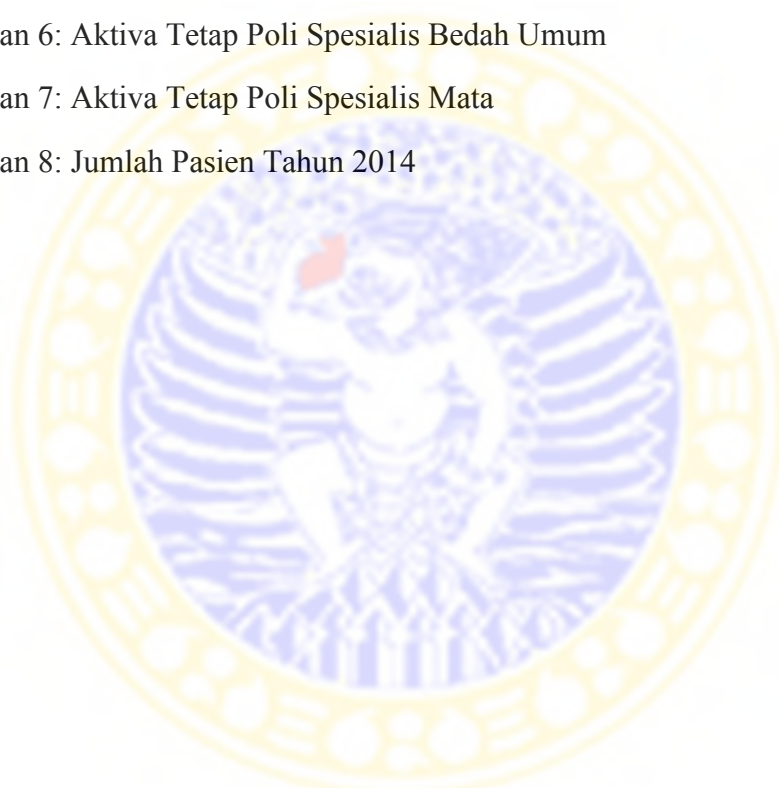 an 6: Aktiva Tetap Poli Spesialis Bedah Umum
an 7: Aktiva Tetap Poli Spesialis Mata
an 8: Jumlah Pasien Tahun 2014